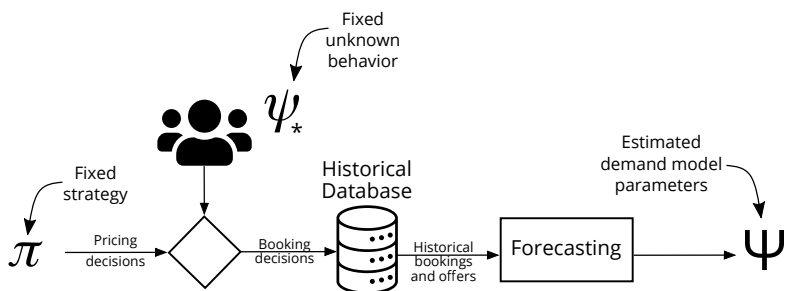 Fixed
unknown
behavior
ψ*
Fixed
strategy
π
Pricing
decisions
Booking
decisions
Historical
Database
Historical
bookings
and offers
Forecasting
Estimated
demand model
parameters
Ψ